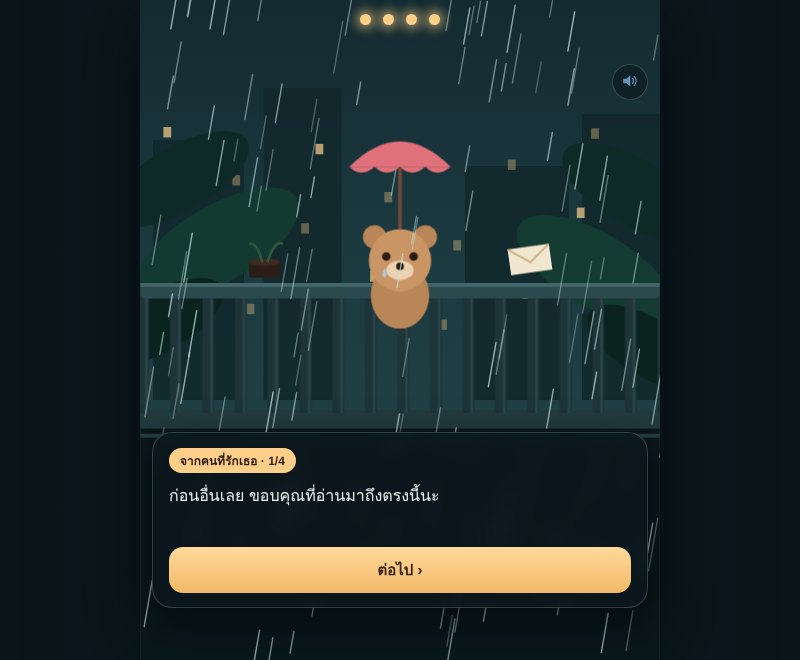 จากคนที่รักเธอ · 1/4
ก่อนอื่นเลย ขอบคุณที่อ่านมาถึงตรงนี้นะ
ต่อไป ›